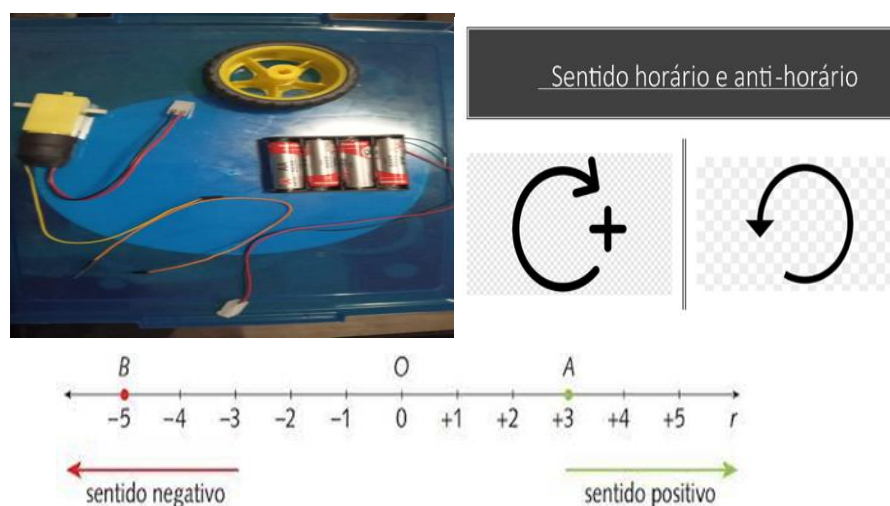 Sentido horário e anti-horário
+
B O A
-5 -4 -3 -2 -1 0 +1 +2 +3 +4 +5 r
sentido negativo sentido positivo